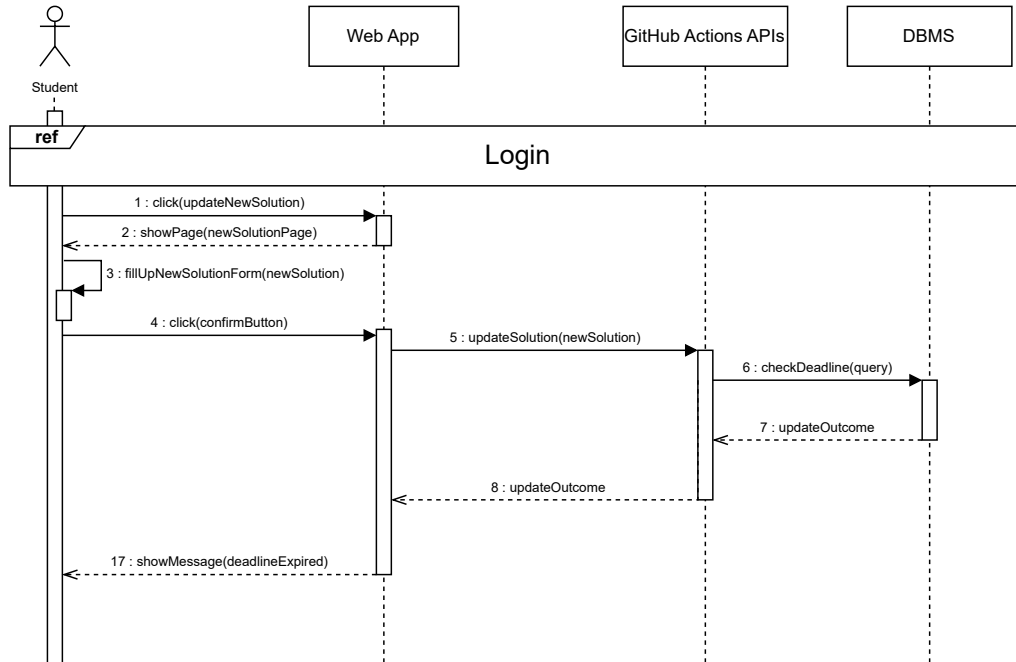 Student
Web App
GitHub Actions APIs
DBMS
ref
Login
1 : click(updateNewSolution)
2 : showPage(newSolutionPage)
3 : fillUpNewSolutionForm(newSolution)
4 : click(confirmButton)
5 : updateSolution(newSolution)
6 : checkDeadline(query)
7 : updateOutcome
8 : updateOutcome
17 : showMessage(deadlineExpired)